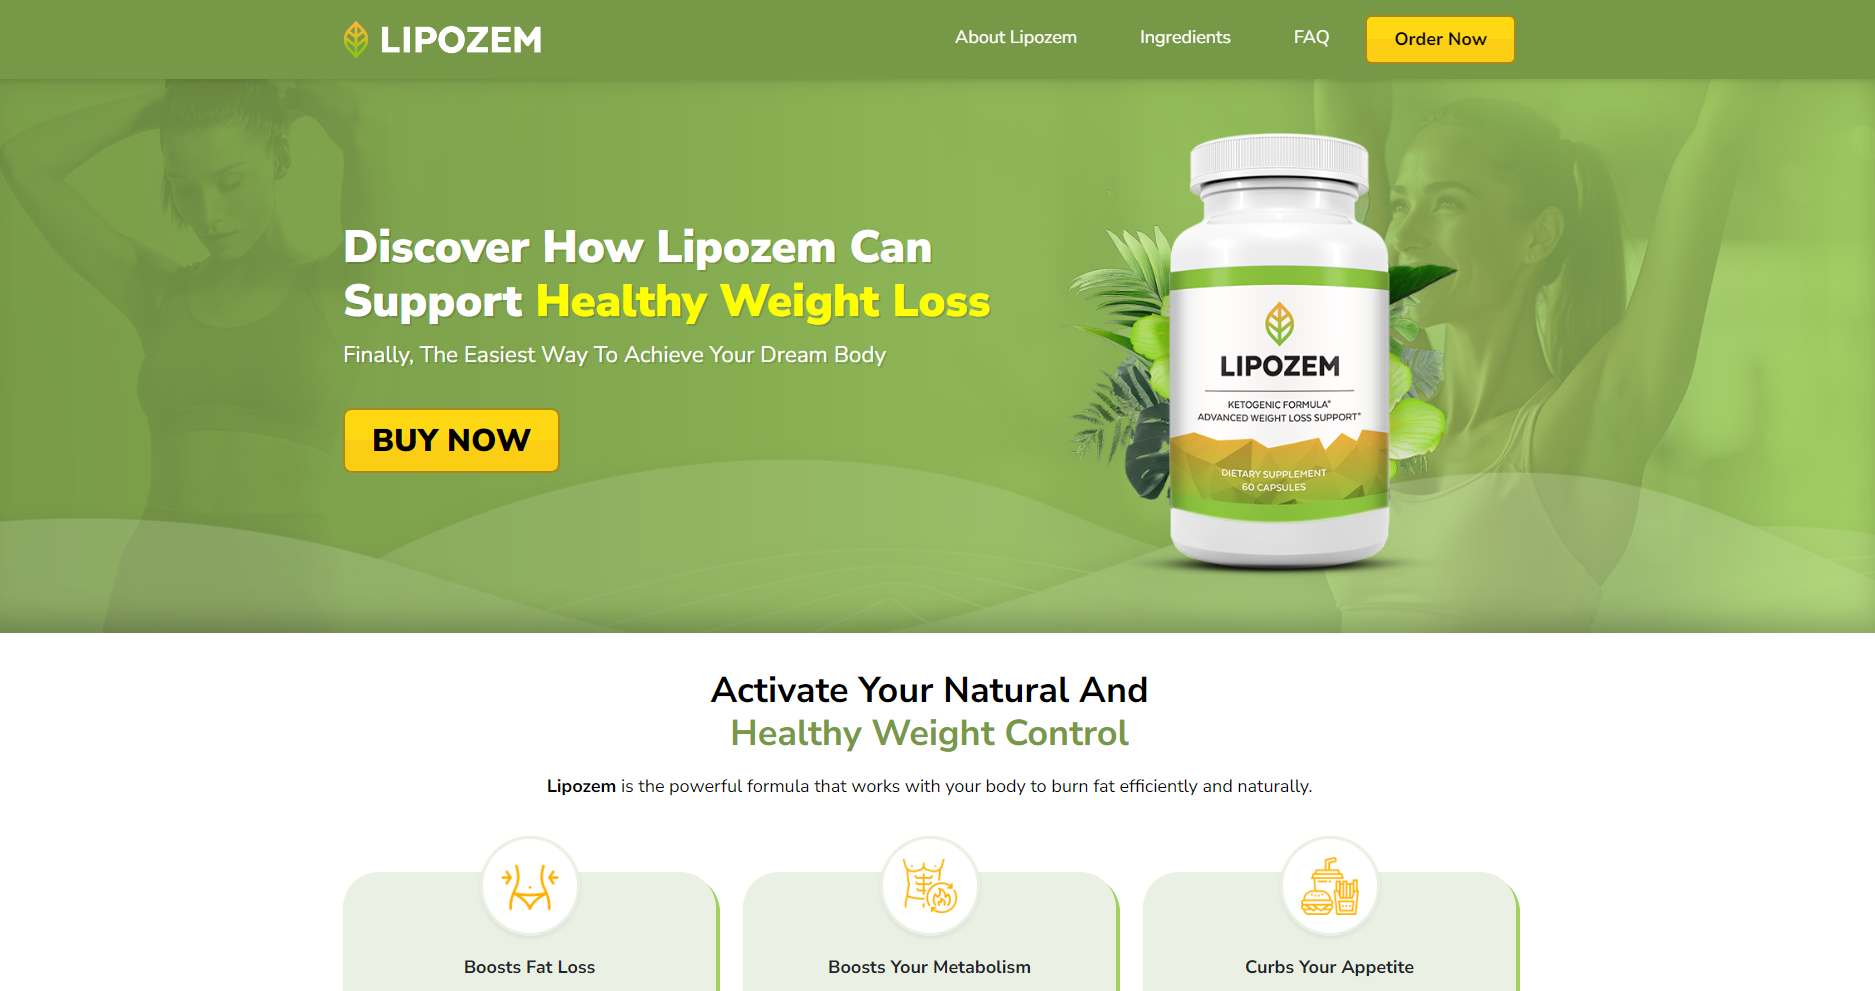 LIPOZEM
About Lipozem
Ingredients
FAQ
Order Now
Discover How Lipozem Can
Support Healthy Weight Loss
Finally, The Easiest Way To Achieve Your Dream Body
BUY NOW
LIPOZEM
KETOGENIC FORMULA*
ADVANCED WEIGHT LOSS SUPPORT*
DIETARY SUPPLEMENT
60 CAPSULES
Activate Your Natural And
Healthy Weight Control
Lipozem is the powerful formula that works with your body to burn fat efficiently and naturally.
Boosts Fat Loss
Boosts Your Metabolism
Curbs Your Appetite